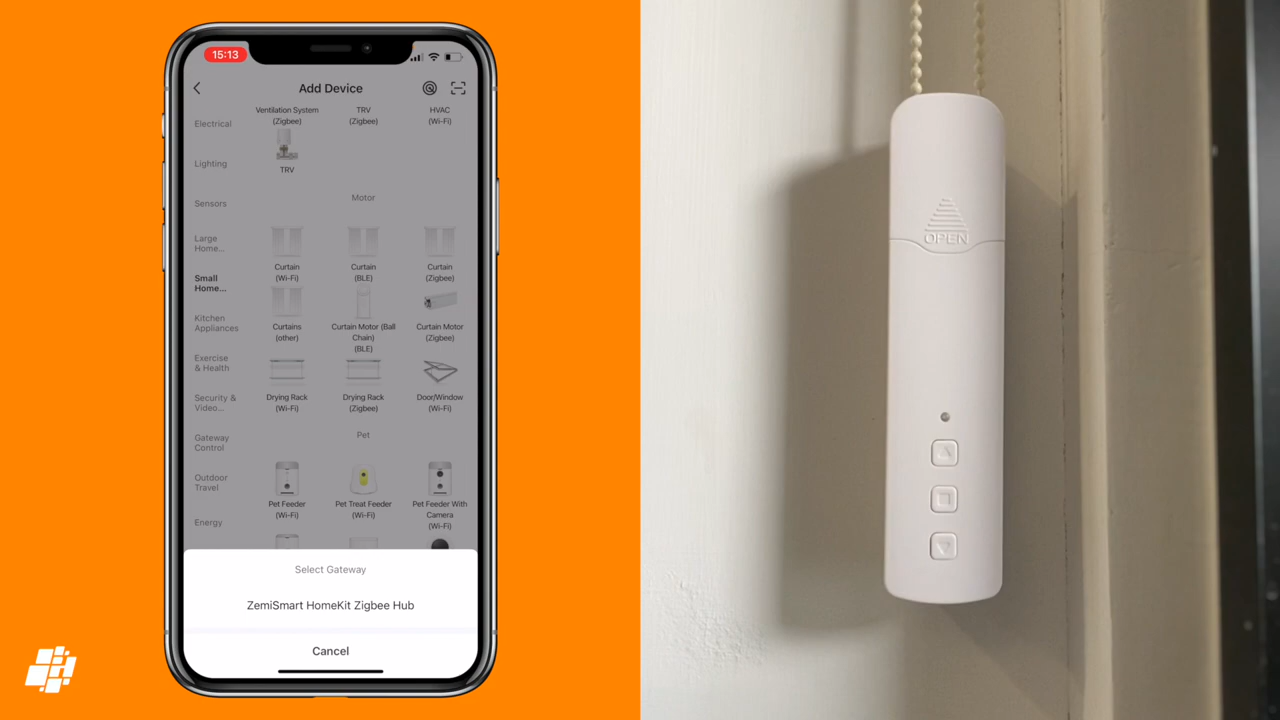 15:13
Add Device
Electrical
Lighting
Sensors
Large
Home...
Small
Home...
Kitchen
Appliances
Exercise
& Health
Security &
Video...
Gateway
Control
Outdoor
Travel
Energy
Ventilation System
(Zigbee)
TRV
(Zigbee)
HVAC
(Wi-Fi)
TRV
Motor
Curtain
(Wi-Fi)
Curtain
(BLE)
Curtain
(Zigbee)
Curtains
(other)
Curtain Motor (Ball
Chain)
(BLE)
Curtain Motor
(Zigbee)
Drying Rack
(Wi-Fi)
Drying Rack
(Zigbee)
Door/Window
(Wi-Fi)
Pet
Pet Feeder
(Wi-Fi)
Pet Treat Feeder
(Wi-Fi)
Pet Feeder With
Camera
(Wi-Fi)
Select Gateway
ZemiSmart HomeKit Zigbee Hub
Cancel
OPEN